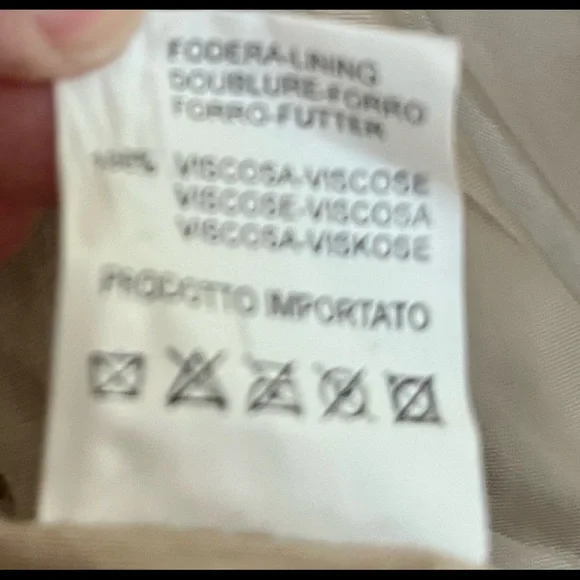 FODERA-LINING
DOUBLURE-FORRO
FORRO-FUTTER
100% VISCOSA-VISCOSE
VISCOSE-VISCOSA
VISCOSA-VISKOSE
PRODOTTO IMPORTATO